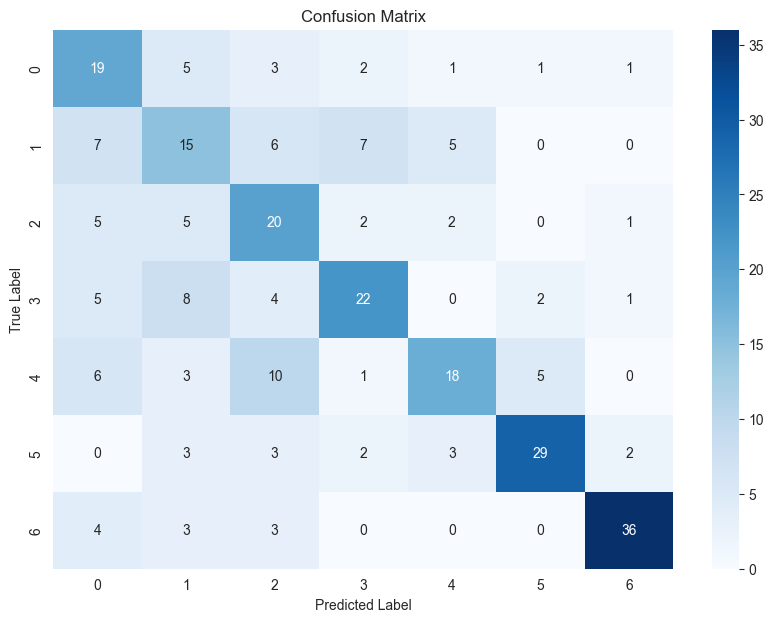 Confusion Matrix
True Label
0 19 5 3 2 1 1 1
1 7 15 6 7 5 0 0
2 5 5 20 2 2 0 1
3 5 8 4 22 0 2 1
4 6 3 10 1 18 5 0
5 0 3 3 2 3 29 2
6 4 3 3 0 0 0 36
0 1 2 3 4 5 6
Predicted Label
35
30
25
20
15
10
5
0